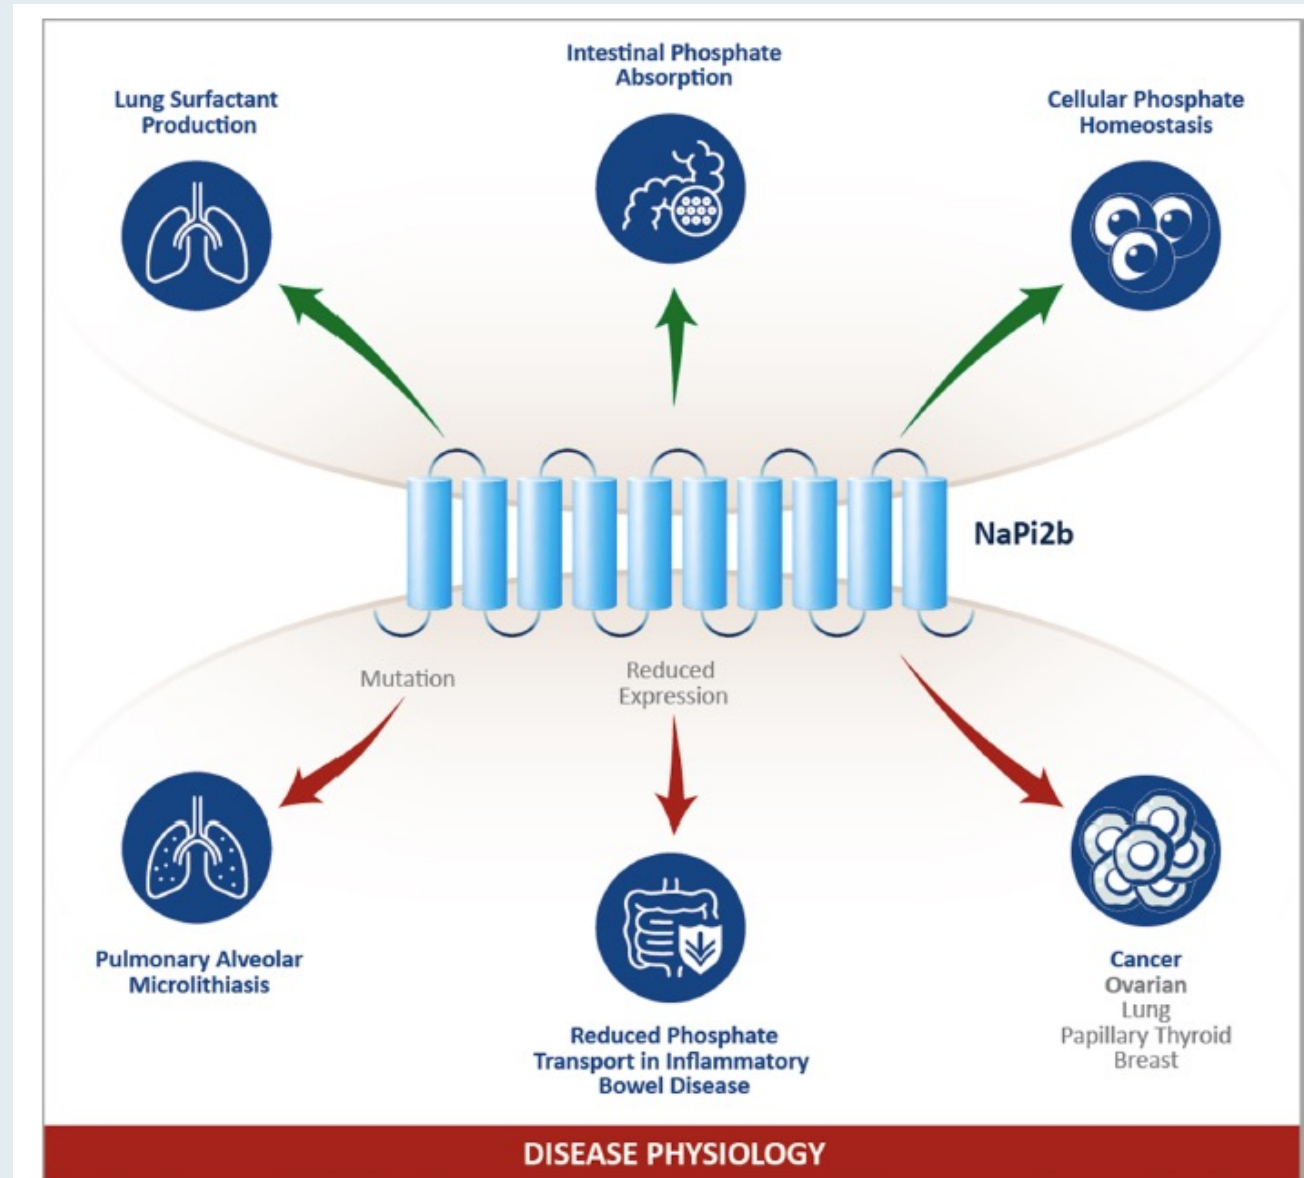 Intestinal Phosphate
Absorption
Lung Surfactant
Production
Cellular Phosphate
Homeostasis
NaPi2b
Mutation
Reduced
Expression
Pulmonary Alveolar
Microlithiasis
Reduced Phosphate
Transport in Inflammatory
Bowel Disease
Cancer
Ovarian
Lung
Papillary Thyroid
Breast
DISEASE PHYSIOLOGY